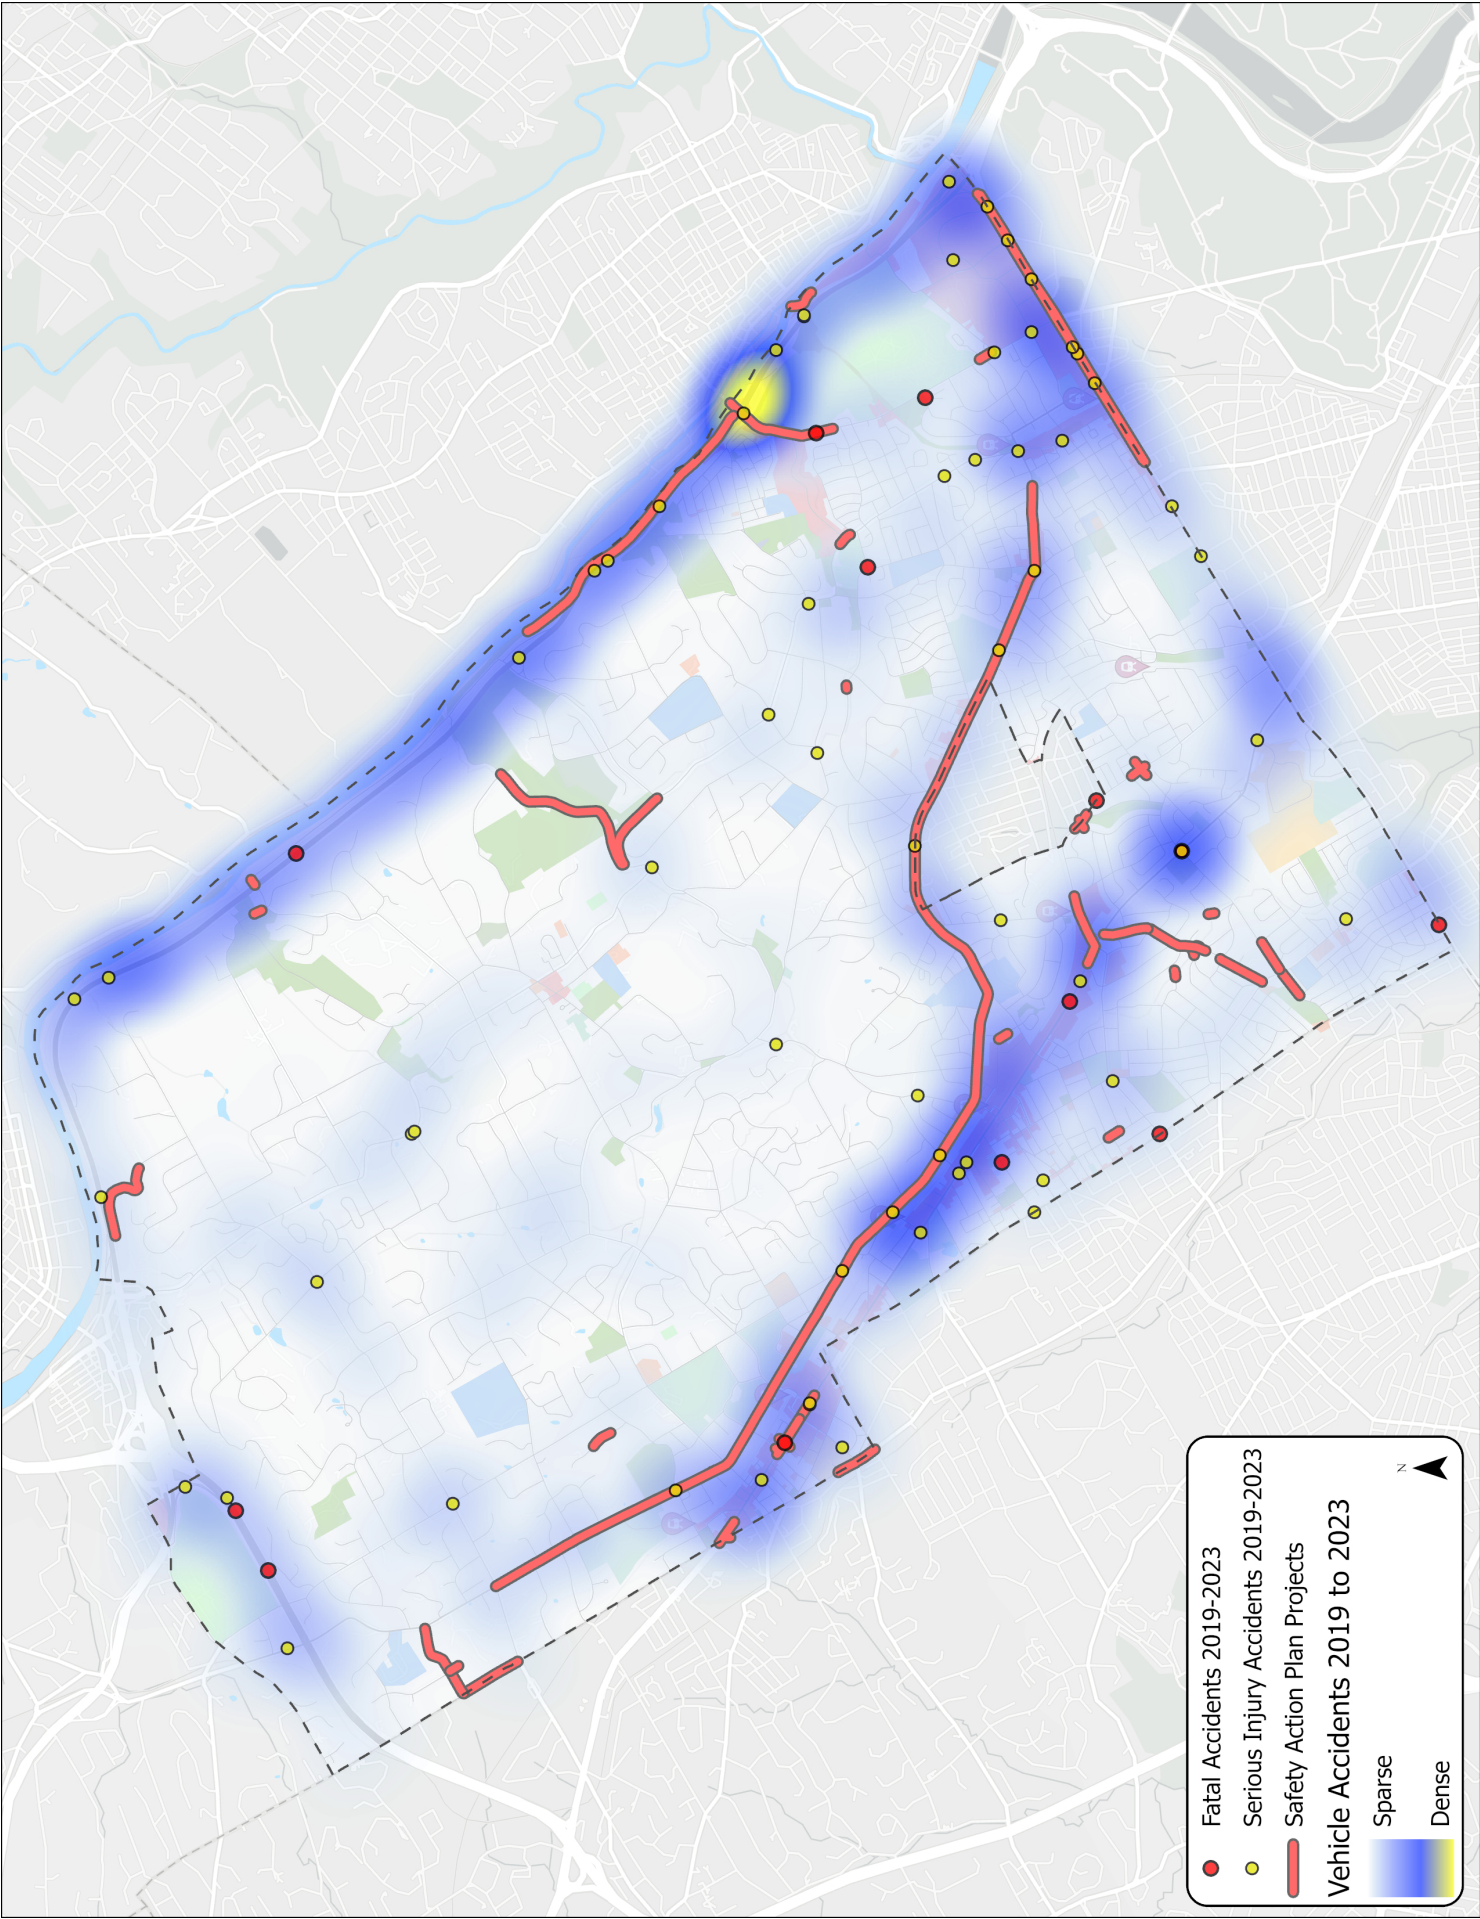 Fatal Accidents 2019-2023
Serious Injury Accidents 2019-2023
Safety Action Plan Projects
Vehicle Accidents 2019 to 2023
Sparse
Dense
N